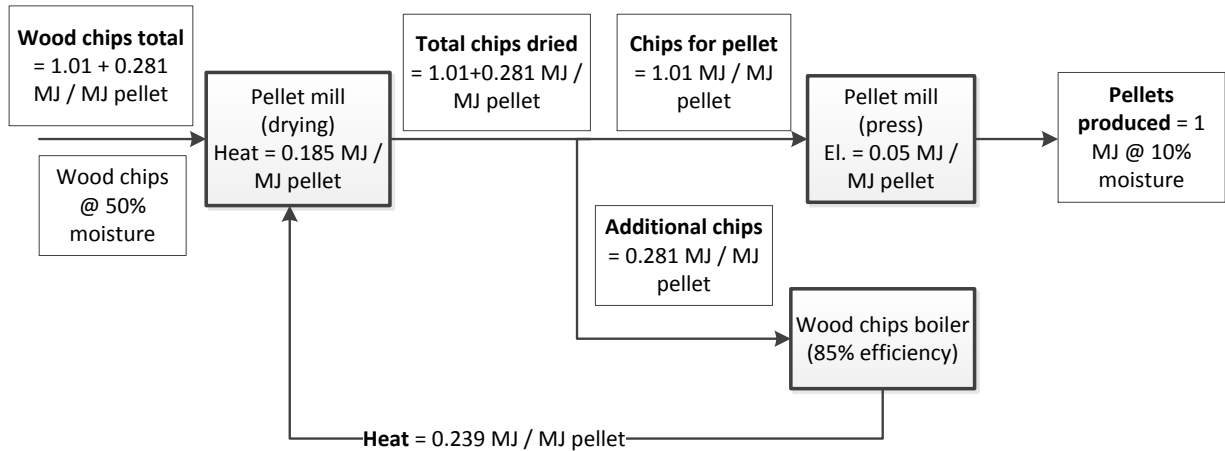 Wood chips total
= 1.01 + 0.281
MJ / MJ pellet
Wood chips
@ 50%
moisture
Pellet mill
(drying)
Heat = 0.185 MJ /
MJ pellet
Total chips dried
= 1.01+0.281 MJ /
MJ pellet
Chips for pellet
= 1.01 MJ / MJ
pellet
Pellet mill
(press)
El. = 0.05 MJ /
MJ pellet
Pellets
produced = 1
MJ @ 10%
moisture
Additional chips
= 0.281 MJ / MJ
pellet
Wood chips boiler
(85% efficiency)
Heat = 0.239 MJ / MJ pellet